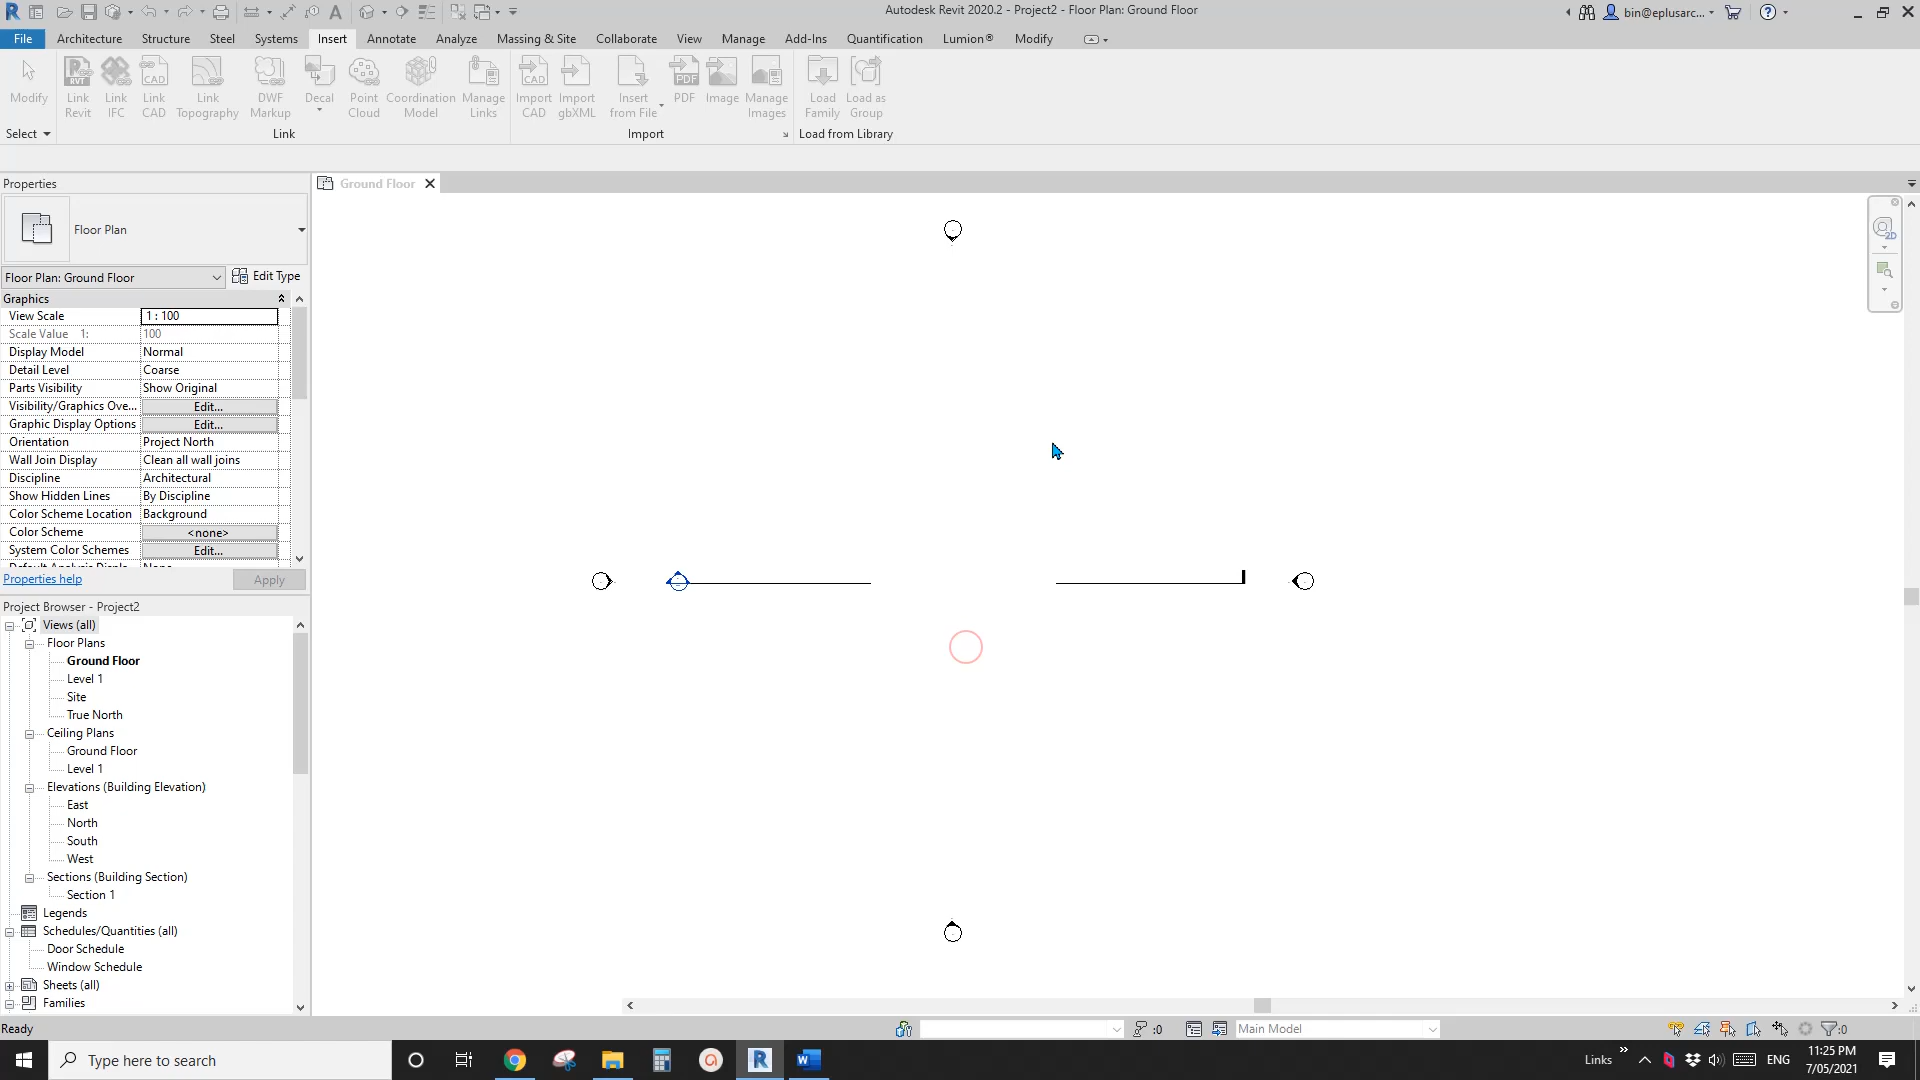 Autodesk Revit 2020.2 - Project2 - Floor Plan: Ground Floor
bin@eplusarc...
File Architecture Structure Steel Systems Insert Annotate Analyze Massing & Site Collaborate View Manage Add-Ins Quantification Lumion® Modify
Modify
Link Revit
Link IFC
Link CAD
Link Topography
DWF Markup
Decal
Point Cloud
Coordination Model
Manage Links
Import CAD
Import gbXML
Insert from File
PDF
Image
Manage Images
Load Family
Load as Group
Select Link Import Load from Library
Properties
Ground Floor
Floor Plan
Floor Plan: Ground Floor Edit Type
Graphics
View Scale 1 : 100
Scale Value 1: 100
Display Model Normal
Detail Level Coarse
Parts Visibility Show Original
Visibility/Graphics Ove... Edit...
Graphic Display Options Edit...
Orientation Project North
Wall Join Display Clean all wall joins
Discipline Architectural
Show Hidden Lines By Discipline
Color Scheme Location Background
Color Scheme <none>
System Color Schemes Edit...
Properties help Apply
Project Browser - Project2
Views (all)
Floor Plans
Ground Floor
Level 1
Site
True North
Ceiling Plans
Ground Floor
Level 1
Elevations (Building Elevation)
East
North
South
West
Sections (Building Section)
Section 1
Legends
Schedules/Quantities (all)
Door Schedule
Window Schedule
Sheets (all)
Families
Ready :0 Main Model :0
Type here to search
Links ENG
11:25 PM
7/05/2021